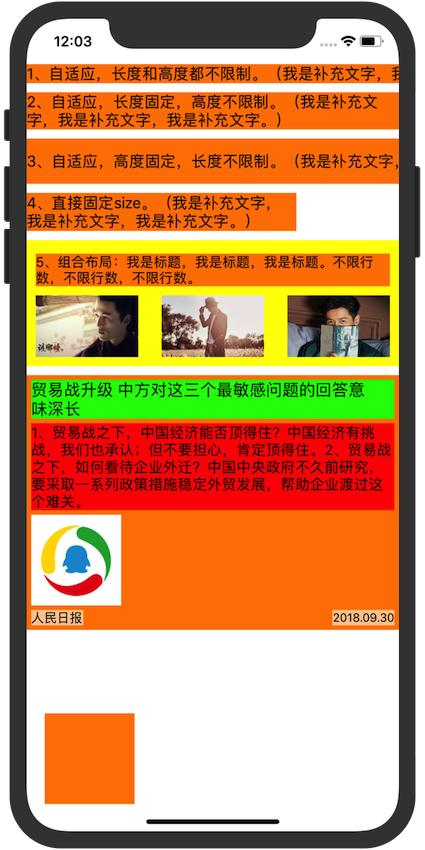 12:03
1、自适应，长度和高度都不限制。（我是补充文字，我
2、自适应，长度固定，高度不限制。（我是补充文
字，我是补充文字，我是补充文字。）
3、自适应，高度固定，长度不限制。（我是补充文字，
4、直接固定size。（我是补充文字，
我是补充文字，我是补充文字。）
5、组合布局：我是标题，我是标题，我是标题。不限行
数，不限行数，不限行数。
贸易战升级 中方对这三个最敏感问题的回答意
味深长
1、贸易战之下，中国经济能否顶得住？中国经济有挑
战，我们也承认；但不要担心，肯定顶得住。2、贸易战
之下，如何看待企业外迁？中国中央政府不久前研究，
要采取一系列政策措施稳定外贸发展，帮助企业渡过这
个难关。
人民日报
2018.09.30